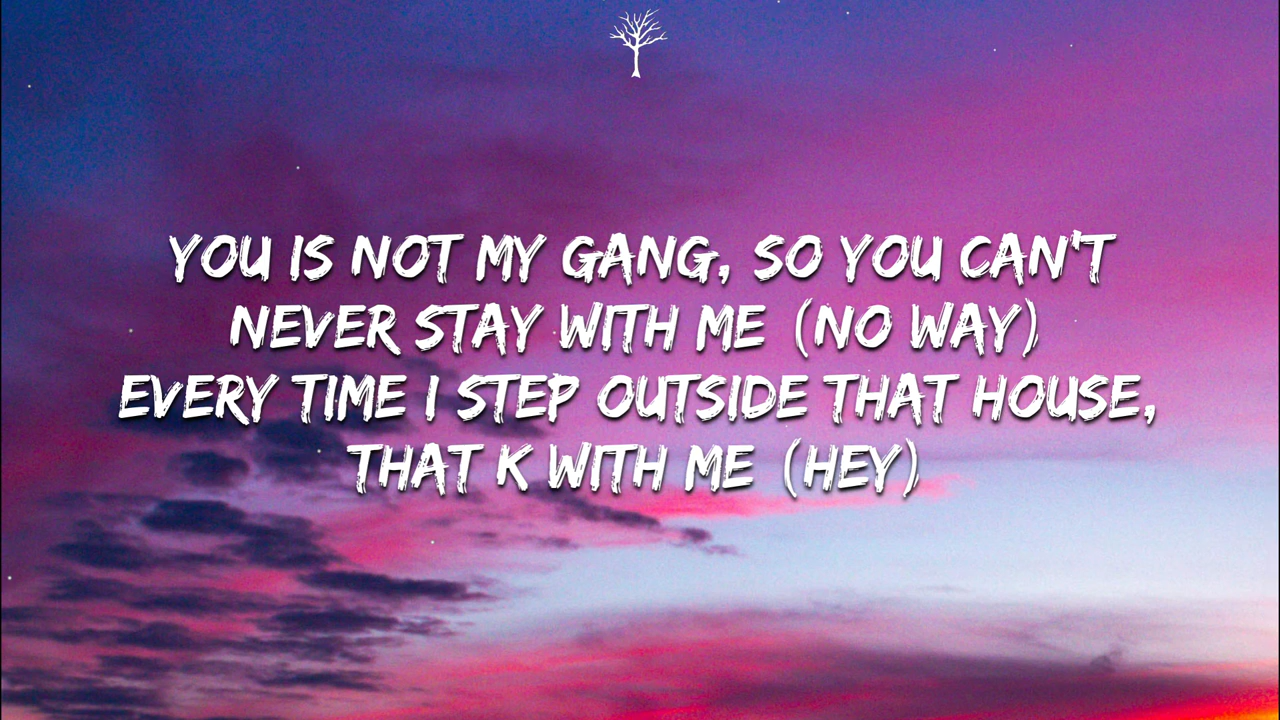 YOU IS NOT MY GANG, SO YOU CAN'T
NEVER STAY WITH ME (NO WAY)
EVERY TIME I STEP OUTSIDE THAT HOUSE,
THAT K WITH ME (HEY)